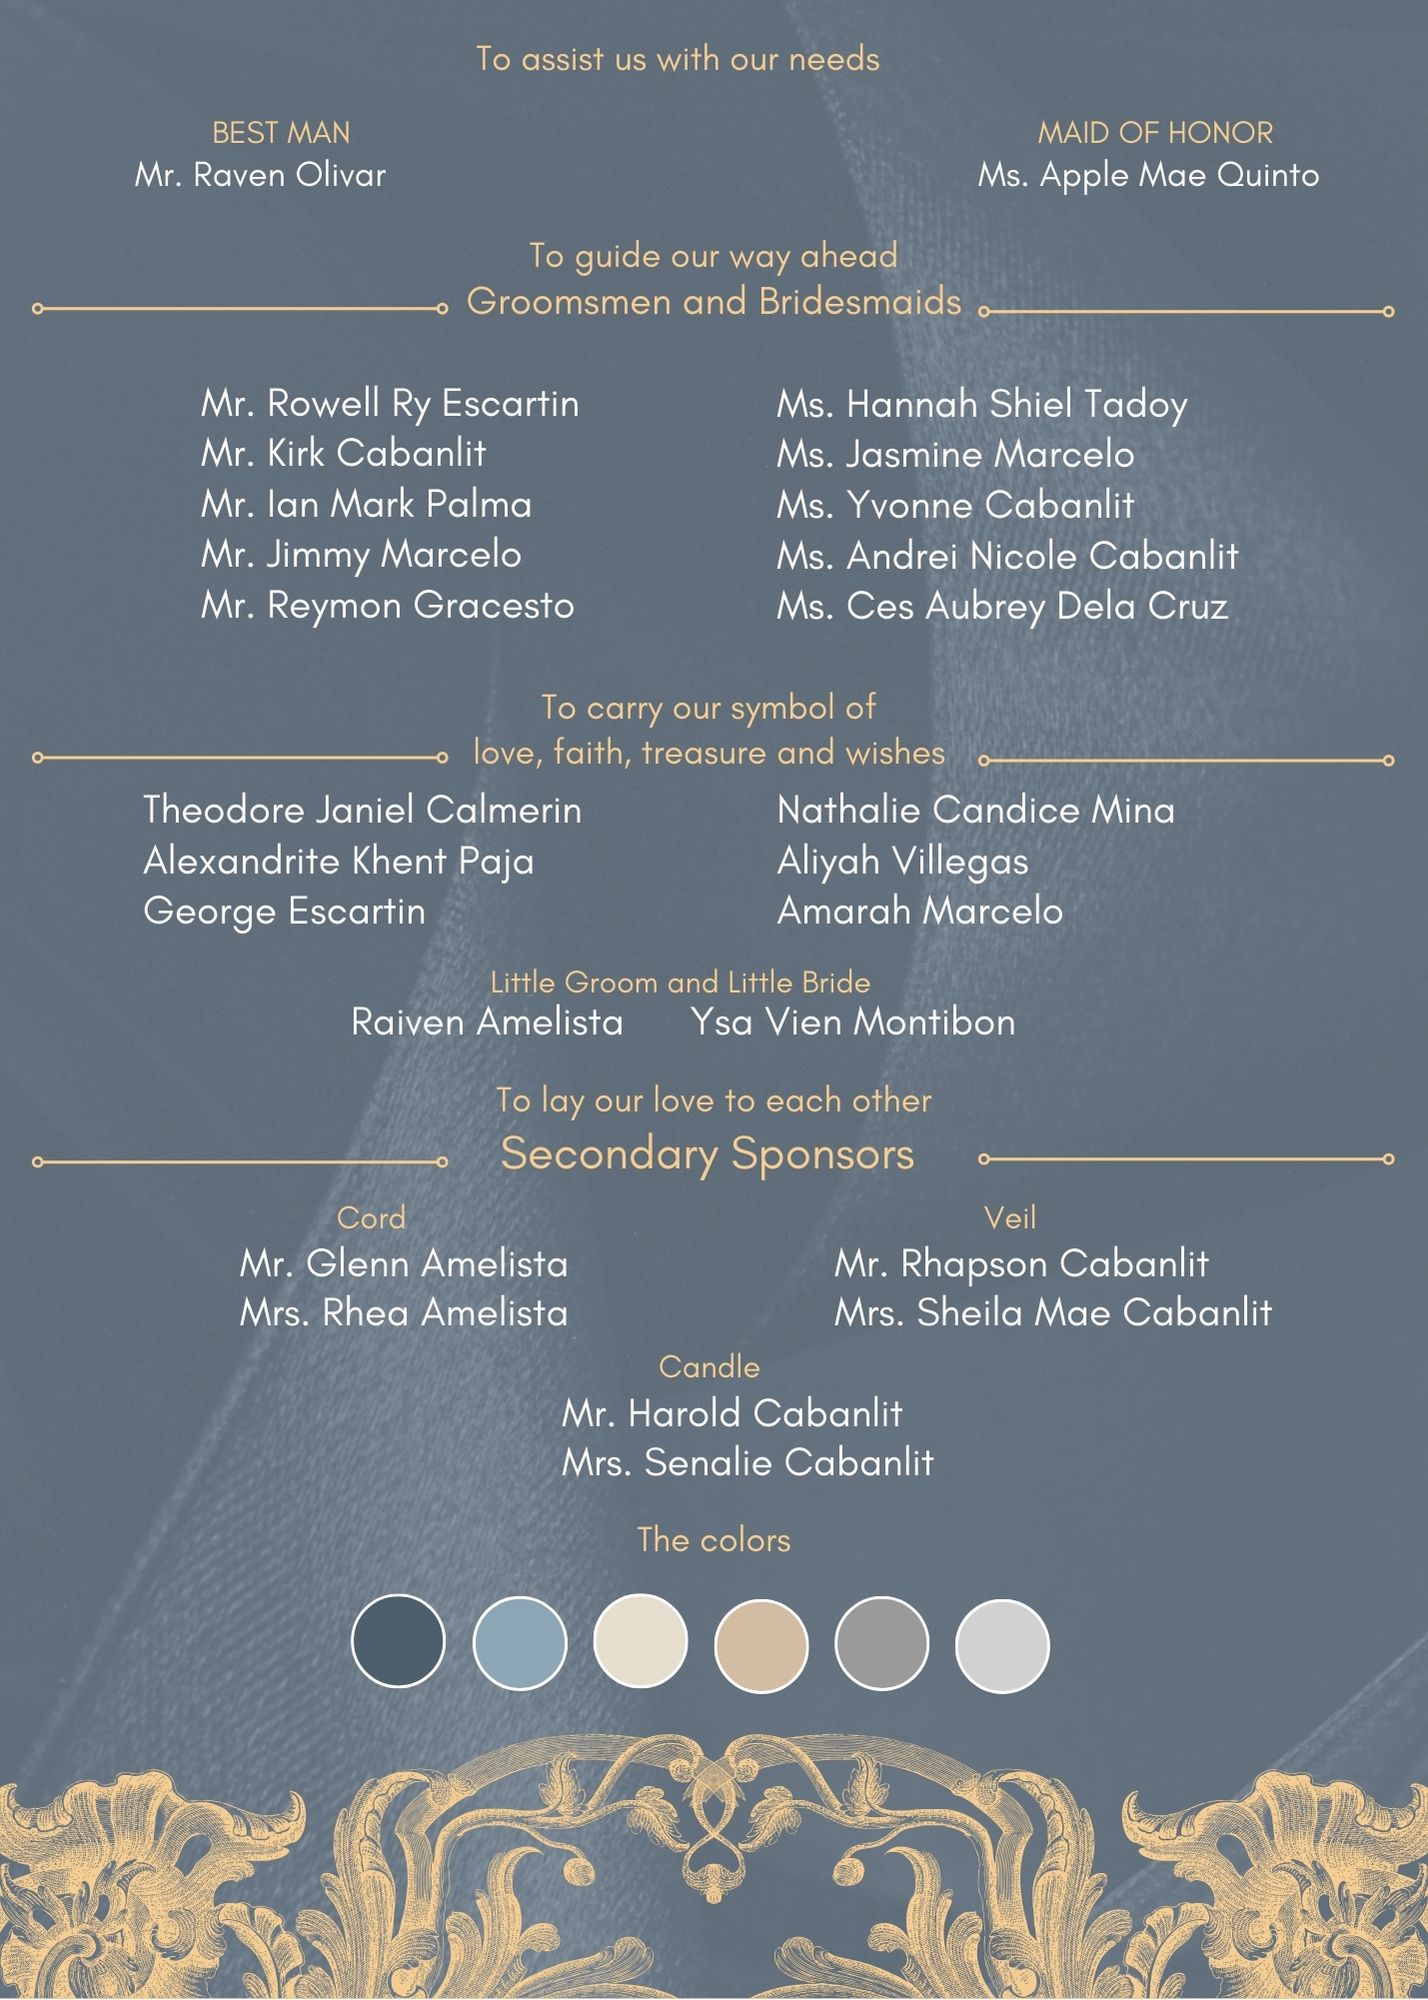 To assist us with our needs
BEST MAN
Mr. Raven Olivar
MAID OF HONOR
Ms. Apple Mae Quinto
To guide our way ahead
Groomsmen and Bridesmaids
Mr. Rowell Ry Escartin
Mr. Kirk Cabanlit
Mr. Ian Mark Palma
Mr. Jimmy Marcelo
Mr. Reymon Gracesto
Ms. Hannah Shiel Tadoy
Ms. Jasmine Marcelo
Ms. Yvonne Cabanlit
Ms. Andrei Nicole Cabanlit
Ms. Ces Aubrey Dela Cruz
To carry our symbol of
love, faith, treasure and wishes
Theodore Janiel Calmerin
Alexandrite Khent Paja
George Escartin
Nathalie Candice Mina
Aliyah Villegas
Amarah Marcelo
Little Groom and Little Bride
Raiven Amelista
Ysa Vien Montibon
To lay our love to each other
Secondary Sponsors
Cord
Mr. Glenn Amelista
Mrs. Rhea Amelista
Veil
Mr. Rhapson Cabanlit
Mrs. Sheila Mae Cabanlit
Candle
Mr. Harold Cabanlit
Mrs. Senalie Cabanlit
The colors